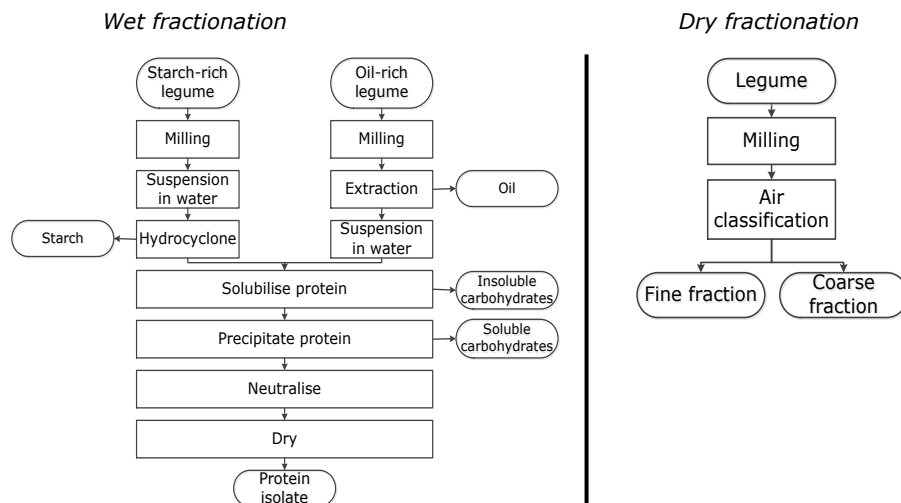 Wet fractionation
Starch-rich
legume
Oil-rich
legume
Milling
Milling
Suspension
in water
Extraction
Oil
Starch
Hydrocyclone
Suspension
in water
Solubilise protein
Insoluble
carbohydrates
Precipitate protein
Soluble
carbohydrates
Neutralise
Dry
Protein
isolate
Dry fractionation
Legume
Milling
Air
classification
Fine fraction
Coarse
fraction